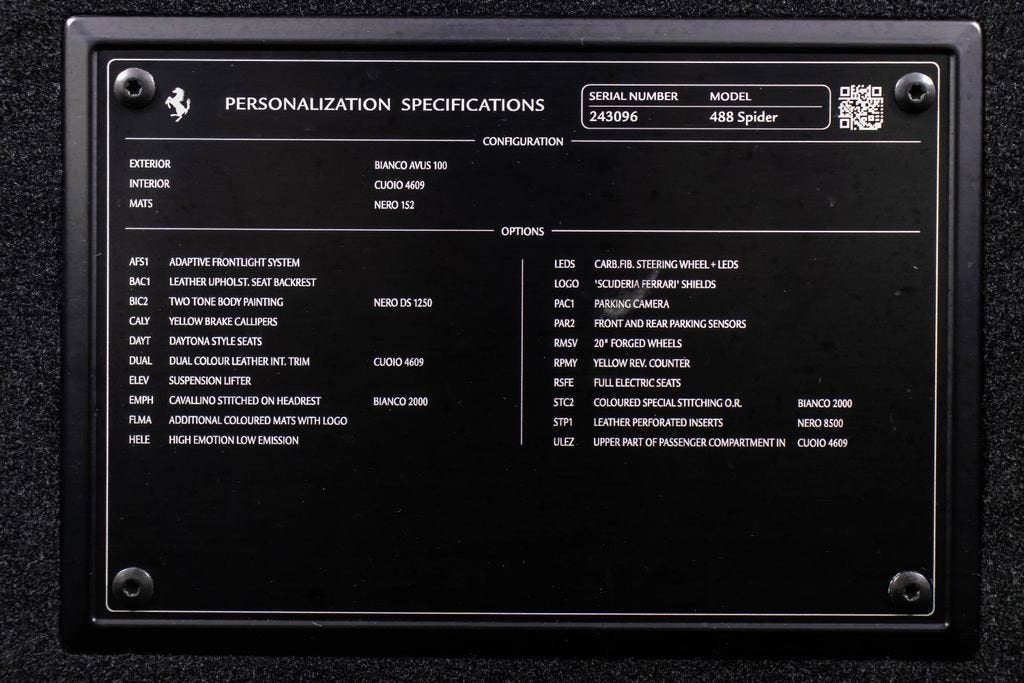 PERSONALIZATION SPECIFICATIONS
SERIAL NUMBER MODEL
243096 488 Spider
CONFIGURATION
EXTERIOR BIANCO AVUS 100
INTERIOR CUOIO 4609
MATS NERO 152
OPTIONS
AFS1 ADAPTIVE FRONTLIGHT SYSTEM
BAC1 LEATHER UPHOLST. SEAT BACKREST
BIC2 TWO TONE BODY PAINTING NERO DS 1250
CALY YELLOW BRAKE CALLIPERS
DAYT DAYTONA STYLE SEATS
DUAL DUAL COLOUR LEATHER INT. TRIM CUOIO 4609
ELEV SUSPENSION LIFTER
EMPH CAVALLINO STITCHED ON HEADREST BIANCO 2000
FLMA ADDITIONAL COLOURED MATS WITH LOGO
HELE HIGH EMOTION LOW EMISSION
LEDS CARB.FIB. STEERING WHEEL + LEDS
LOGO 'SCUDERIA FERRARI' SHIELDS
PAC1 PARKING CAMERA
PAR2 FRONT AND REAR PARKING SENSORS
RMSV 20" FORGED WHEELS
RPMY YELLOW REV. COUNTER
RSFE FULL ELECTRIC SEATS
STC2 COLOURED SPECIAL STITCHING O.R. BIANCO 2000
STP1 LEATHER PERFORATED INSERTS NERO 8500
ULEZ UPPER PART OF PASSENGER COMPARTMENT IN CUOIO 4609